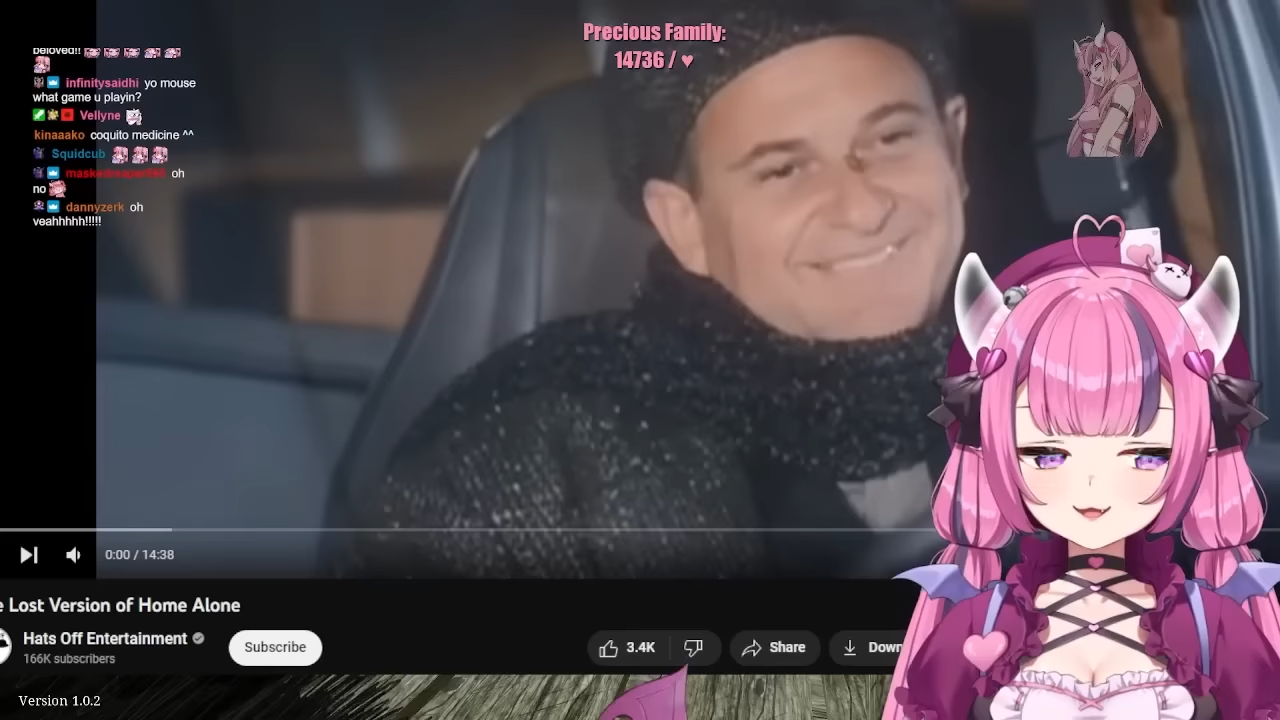 Precious Family:
14736 / ♥
beloved!!
infinitysaidhi yo mouse
what game u playin?
Vellyne
kinaaako coquito medicine ^^
Squidcub
oh
no
dannyzerk oh
veahhhhh!!!!!
0:00 / 14:38
Lost Version of Home Alone
Hats Off Entertainment
166K subscribers
Subscribe
3.4K
Share
Down
Version 1.0.2